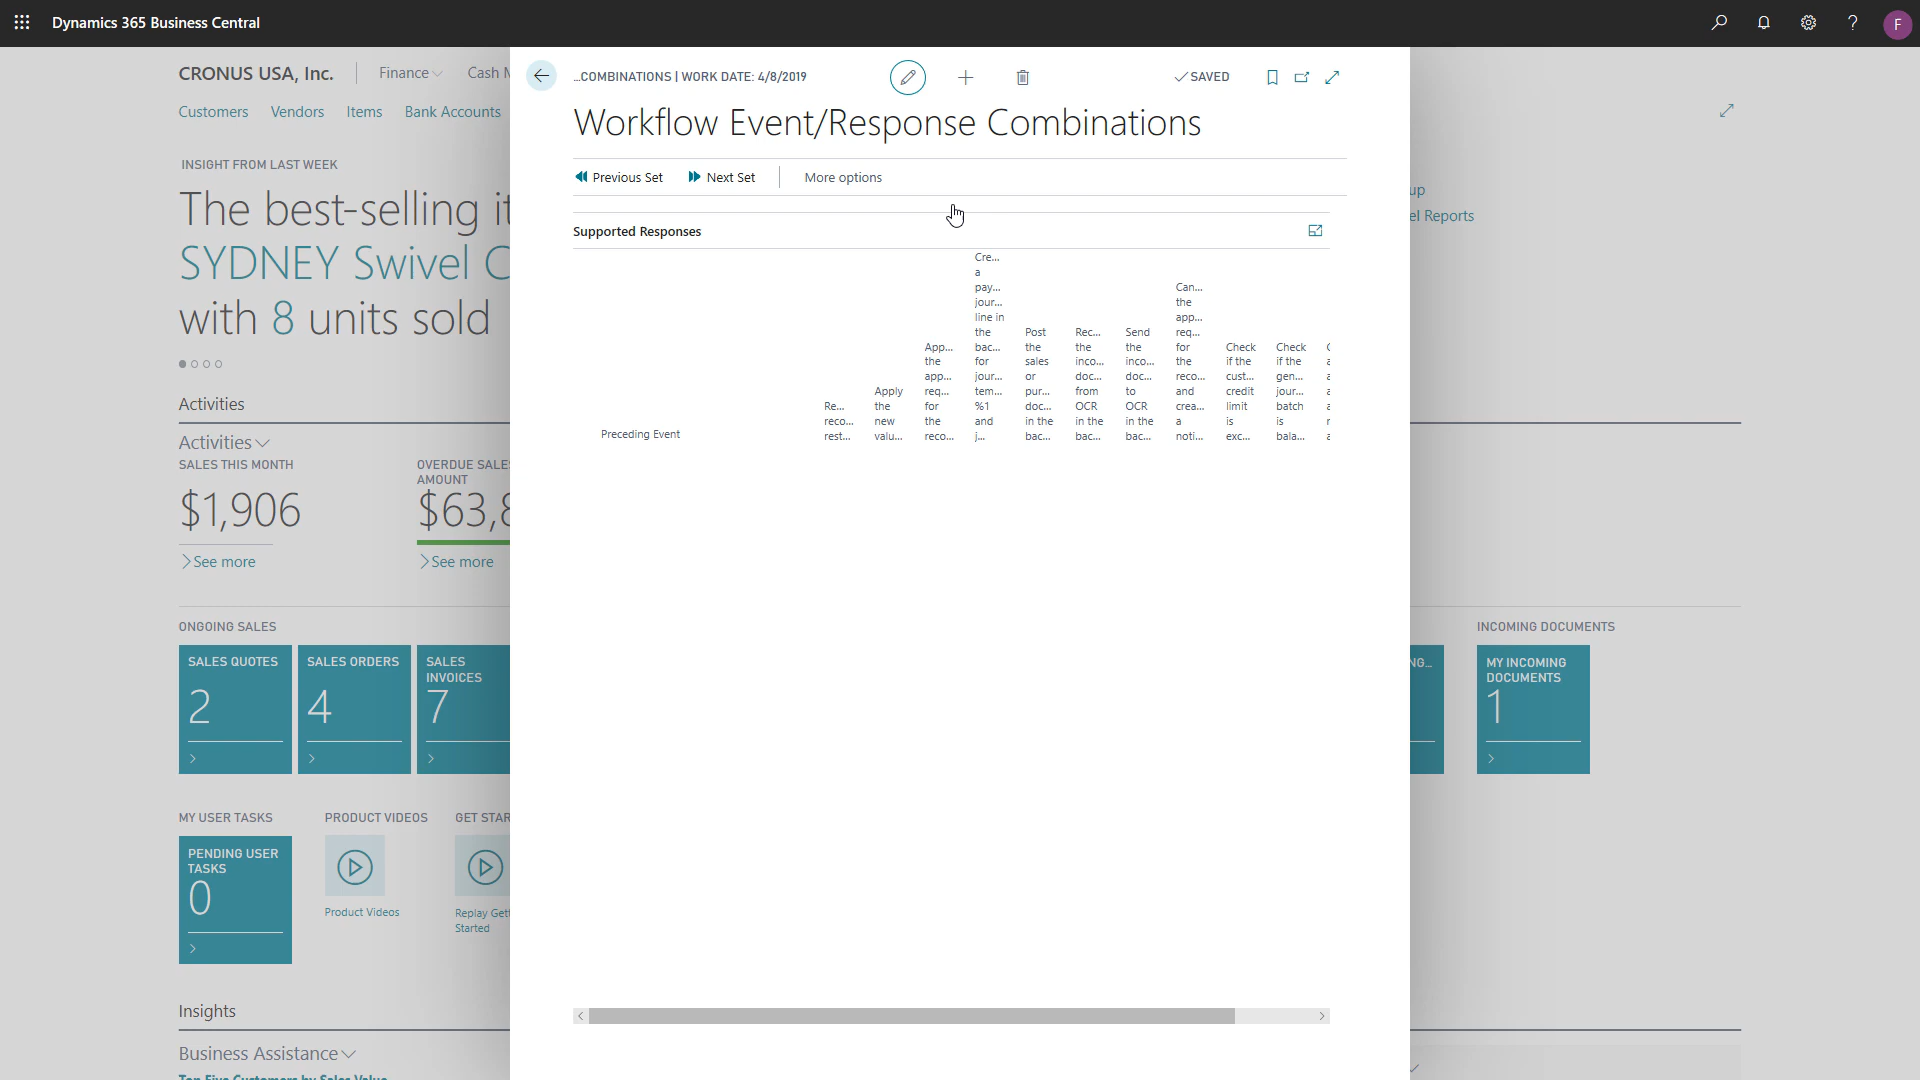 Dynamics 365 Business Central
F
CRONUS USA, Inc.
Finance
Cash M
Customers
Vendors
Items
Bank Accounts
INSIGHT FROM LAST WEEK
The best-selling it
SYDNEY Swivel C
with 8 units sold
Activities
Activities
SALES THIS MONTH
$1,906
See more
OVERDUE SALE
AMOUNT
$63,8
See more
ONGOING SALES
SALES QUOTES
2
SALES ORDERS
4
SALES
INVOICES
7
MY USER TASKS
PENDING USER
TASKS
0
PRODUCT VIDEOS
Product Videos
GET STAR
Replay Gett
Started
Insights
Business Assistance
Top Five Customers by Sales Value
...COMBINATIONS | WORK DATE: 4/8/2019
SAVED
Workflow Event/Response Combinations
Previous Set
Next Set
More options
Supported Responses
Preceding Event
Re...
reco...
rest...
Apply
the
new
valu...
App...
the
app...
req...
for
the
reco...
Cre...
a
pay...
jour...
line in
the
bac...
for
jour...
tem...
%1
and
j...
Post
the
sales
or
pur...
doc...
in the
bac...
Rec...
the
inco...
doc...
from
OCR
in the
bac...
Send
the
inco...
doc...
to
OCR
in the
bac...
Can...
the
app...
req...
for
the
reco...
and
crea...
a
noti...
Check
if the
cust...
credit
limit
is
exc...
Check
if the
gen...
jour...
batch
is
bala...
up
el Reports
NG...
INCOMING DOCUMENTS
MY INCOMING
DOCUMENTS
1